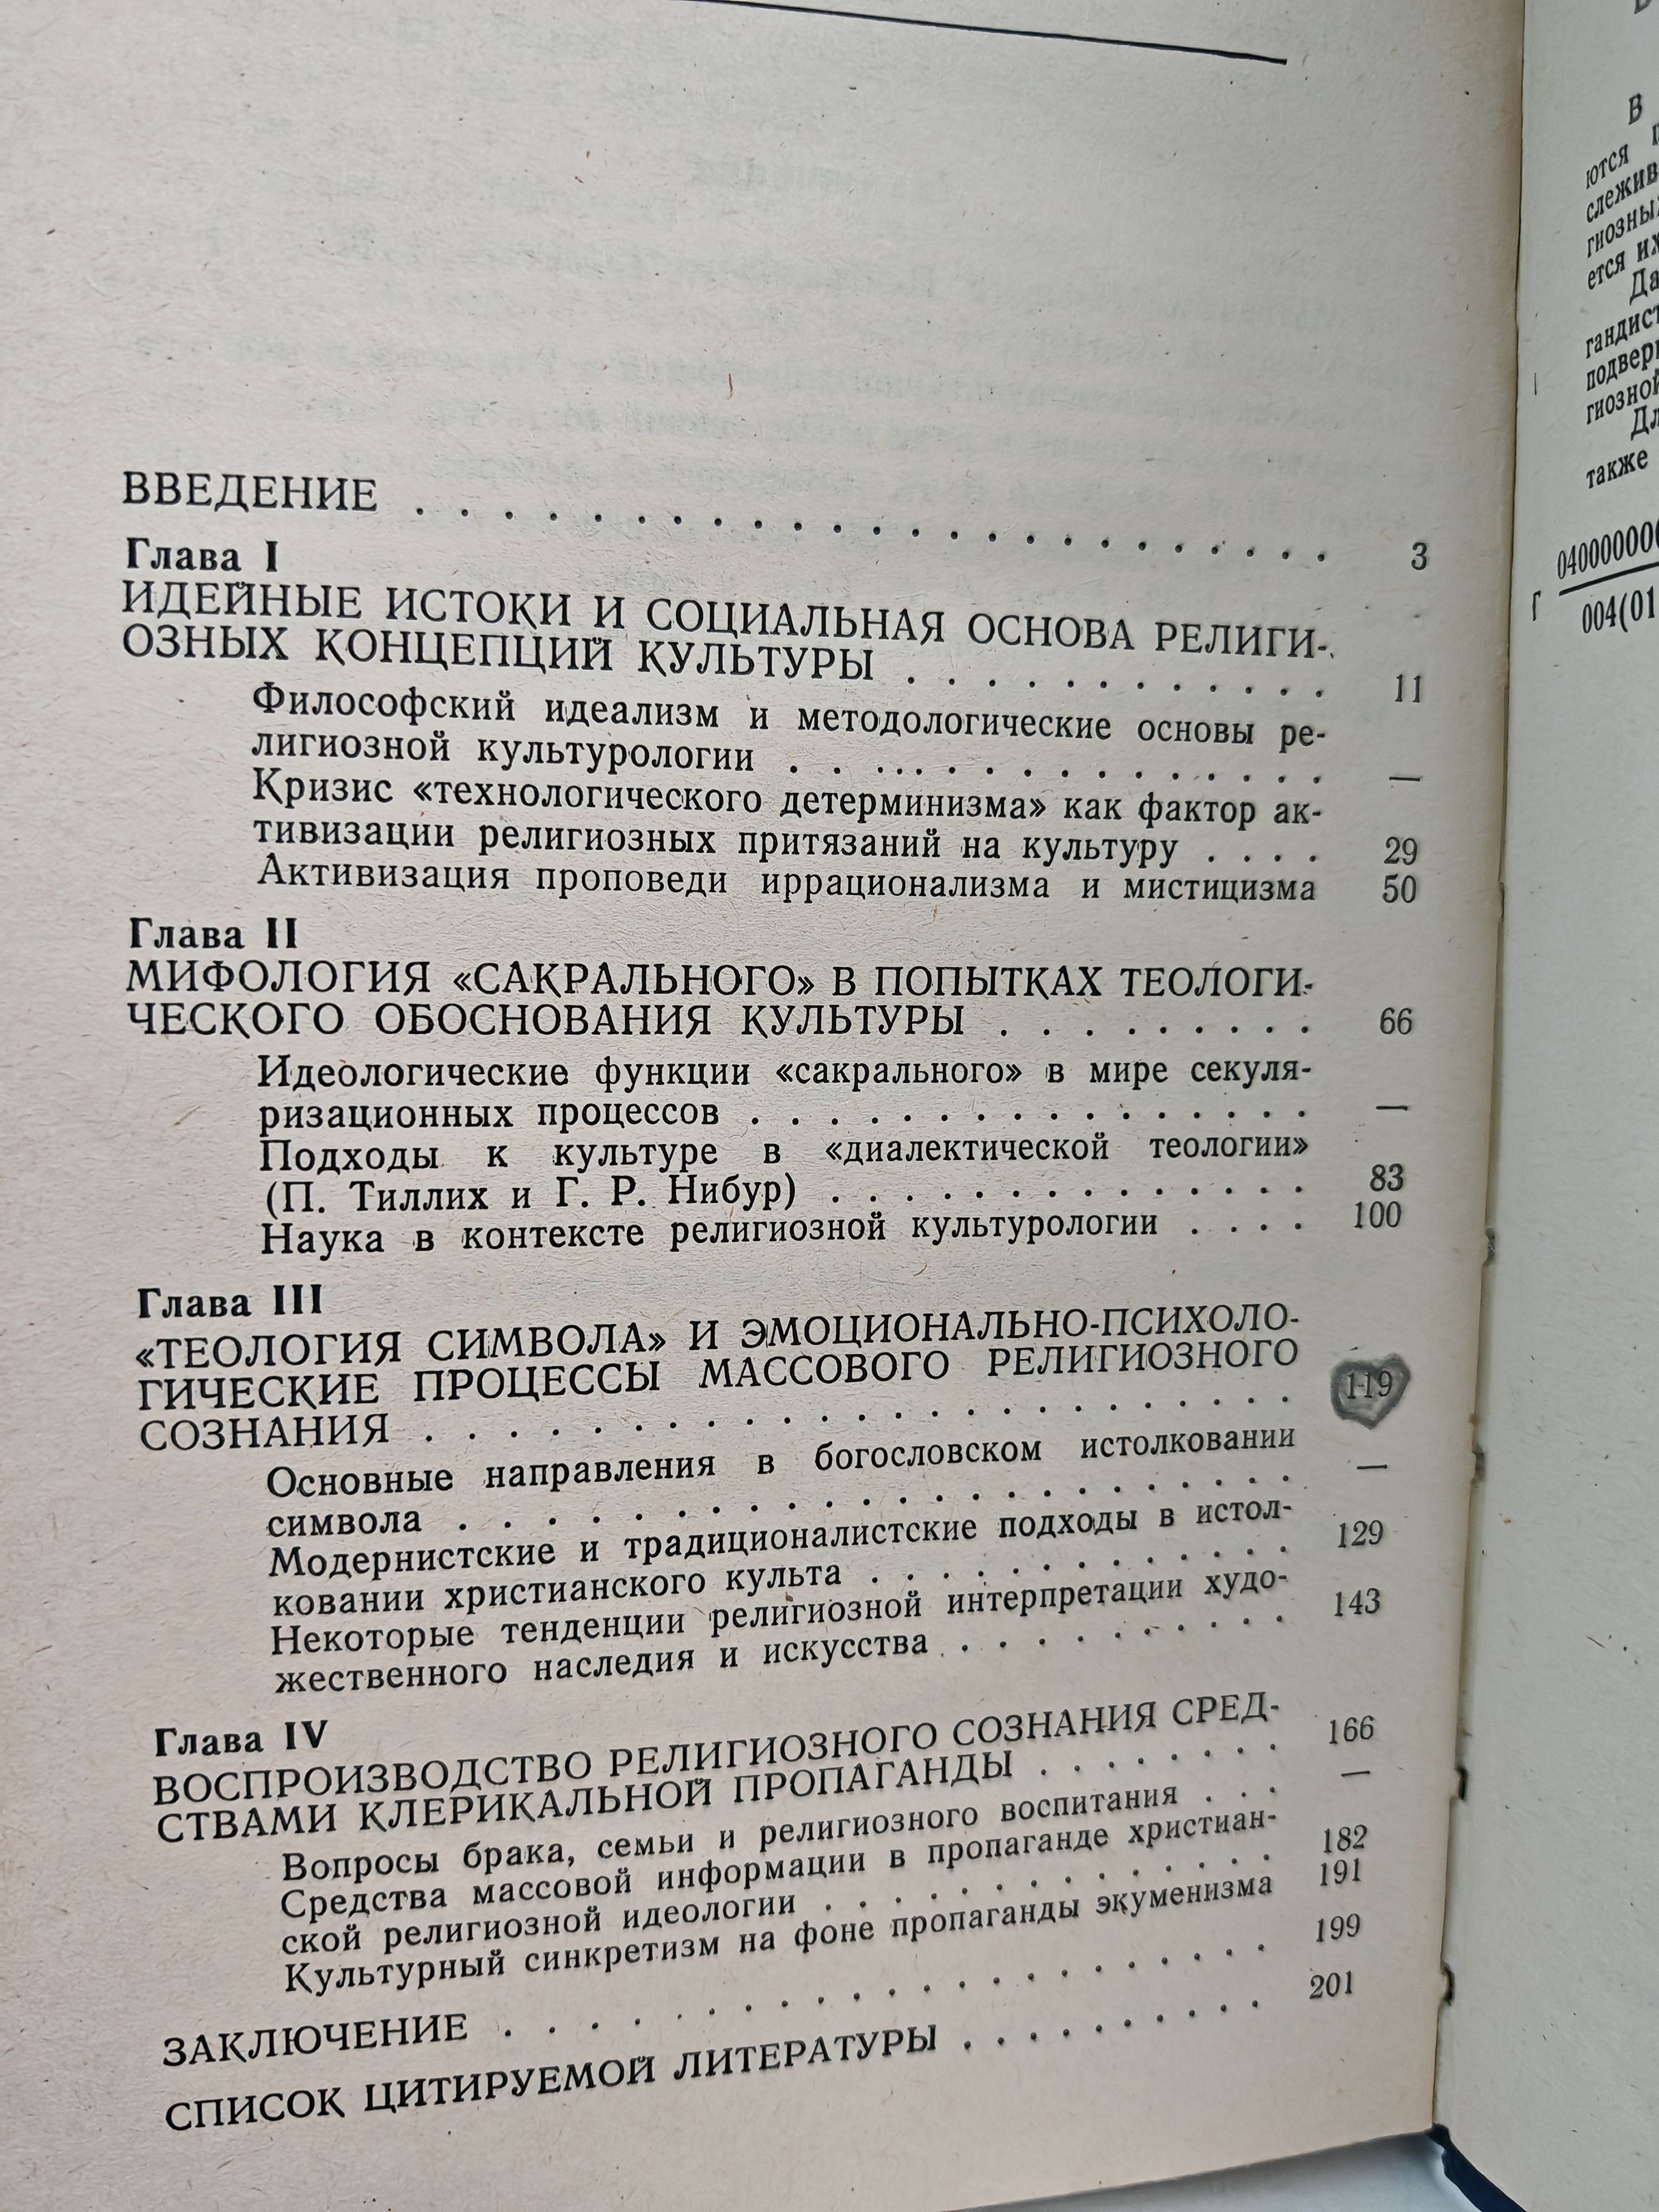 ВВЕДЕНИЕ . . . . . . . . . . . . . . . . . . . . . . 3
Глава I
ИДЕЙНЫЕ ИСТОКИ И СОЦИАЛЬНАЯ ОСНОВА РЕЛИГИ-
ОЗНЫХ КОНЦЕПЦИЙ КУЛЬТУРЫ . . . . . . . . . . . 11
Философский идеализм и методологические основы ре-
лигиозной культурологии . . . . . . . . . . . . . . —
Кризис «технологического детерминизма» как фактор ак-
тивизации религиозных притязаний на культуру . . . . 29
Активизация проповеди иррационализма и мистицизма 50
Глава II
МИФОЛОГИЯ «САКРАЛЬНОГО» В ПОПЫТКАХ ТЕОЛОГИ-
ЧЕСКОГО ОБОСНОВАНИЯ КУЛЬТУРЫ . . . . . . . . 66
Идеологические функции «сакрального» в мире секуля-
ризационных процессов . . . . . . . . . . . . . . . —
Подходы к культуре в «диалектической теологии»
(П. Тиллих и Г. Р. Нибур) . . . . . . . . . . . . . 83
Наука в контексте религиозной культурологии . . . . 100
Глава III
«ТЕОЛОГИЯ СИМВОЛА» И ЭМОЦИОНАЛЬНО-ПСИХОЛО-
ГИЧЕСКИЕ ПРОЦЕССЫ МАССОВОГО РЕЛИГИОЗНОГО
СОЗНАНИЯ . . . . . . . . . . . . . . . . . . . . . 119
Основные направления в богословском истолковании
символа . . . . . . . . . . . . . . . . . . . . —
Модернистские и традиционалистские подходы в истол-
ковании христианского культа . . . . . . . . . . . 129
Некоторые тенденции религиозной интерпретации худо-
жественного наследия и искусства . . . . . . . . . 143
Глава IV
ВОСПРОИЗВОДСТВО РЕЛИГИОЗНОГО СОЗНАНИЯ СРЕД-
СТВАМИ КЛЕРИКАЛЬНОЙ ПРОПАГАНДЫ . . . . . . . 166
Вопросы брака, семьи и религиозного воспитания . . . —
Средства массовой информации в пропаганде христиан-
ской религиозной идеологии . . . . . . . . . . . . 182
Культурный синкретизм на фоне пропаганды экуменизма 191
ЗАКЛЮЧЕНИЕ . . . . . . . . . . . . . . . . . . . 199
СПИСОК ЦИТИРУЕМОЙ ЛИТЕРАТУРЫ . . . . . . . . . 201
В
ются
также
004(01